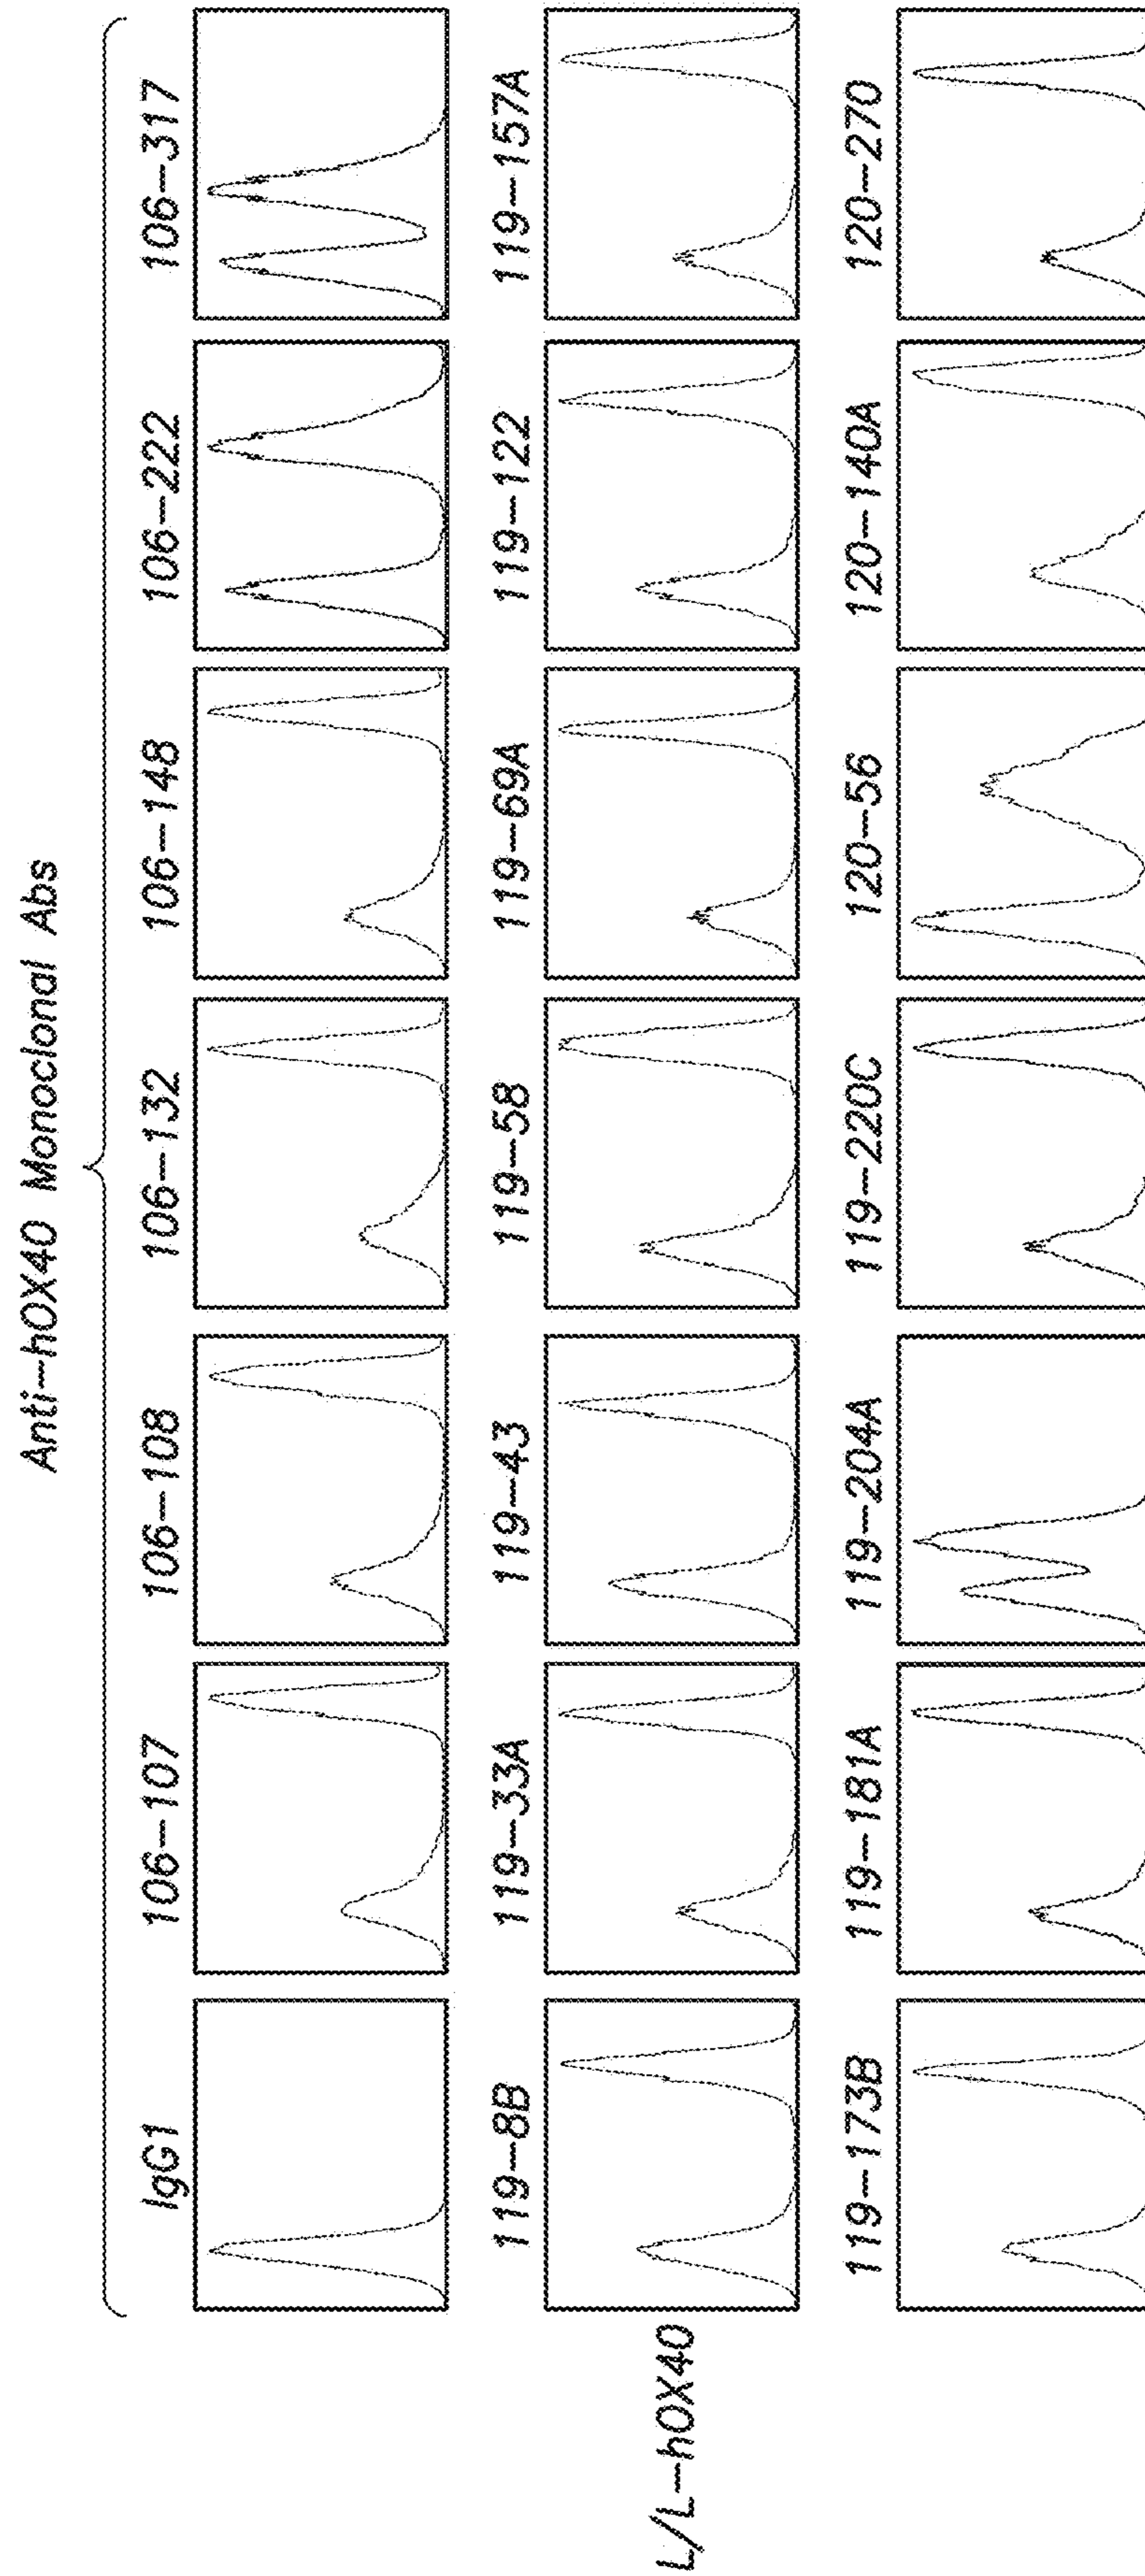 Anti-hOX40 Monoclonal Abs
IgG1 106-107 106-108 106-132 106-148 106-222 106-317
119-8B 119-33A 119-43 119-58 119-69A 119-122 119-157A
L/L-hOX40
119-173B 119-181A 119-204A 119-220C 120-56 120-140A 120-270